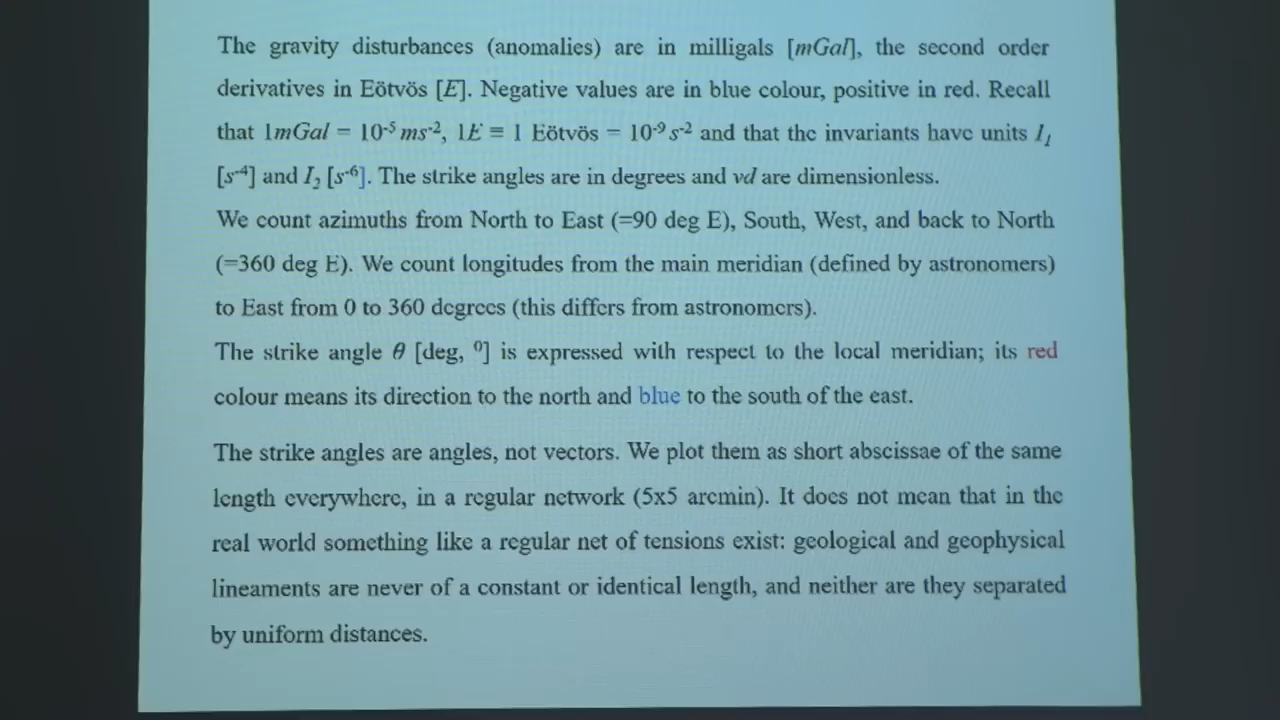 The gravity disturbances (anomalies) are in milligals [mGal], the second order
derivatives in Eötvös [E]. Negative values are in blue colour, positive in red. Recall
that 1mGal = 10⁻⁵ ms⁻², 1E ≡ 1 Eötvös = 10⁻⁹ s⁻² and that the invariants have units I₁
[s⁻⁴] and I₂ [s⁻⁶]. The strike angles are in degrees and vd are dimensionless.
We count azimuths from North to East (=90 deg E), South, West, and back to North
(=360 deg E). We count longitudes from the main meridian (defined by astronomers)
to East from 0 to 360 degrees (this differs from astronomers).
The strike angle θ [deg, ⁰] is expressed with respect to the local meridian; its red
colour means its direction to the north and blue to the south of the east.
The strike angles are angles, not vectors. We plot them as short abscissae of the same
length everywhere, in a regular network (5x5 arcmin). It does not mean that in the
real world something like a regular net of tensions exist: geological and geophysical
lineaments are never of a constant or identical length, and neither are they separated
by uniform distances.